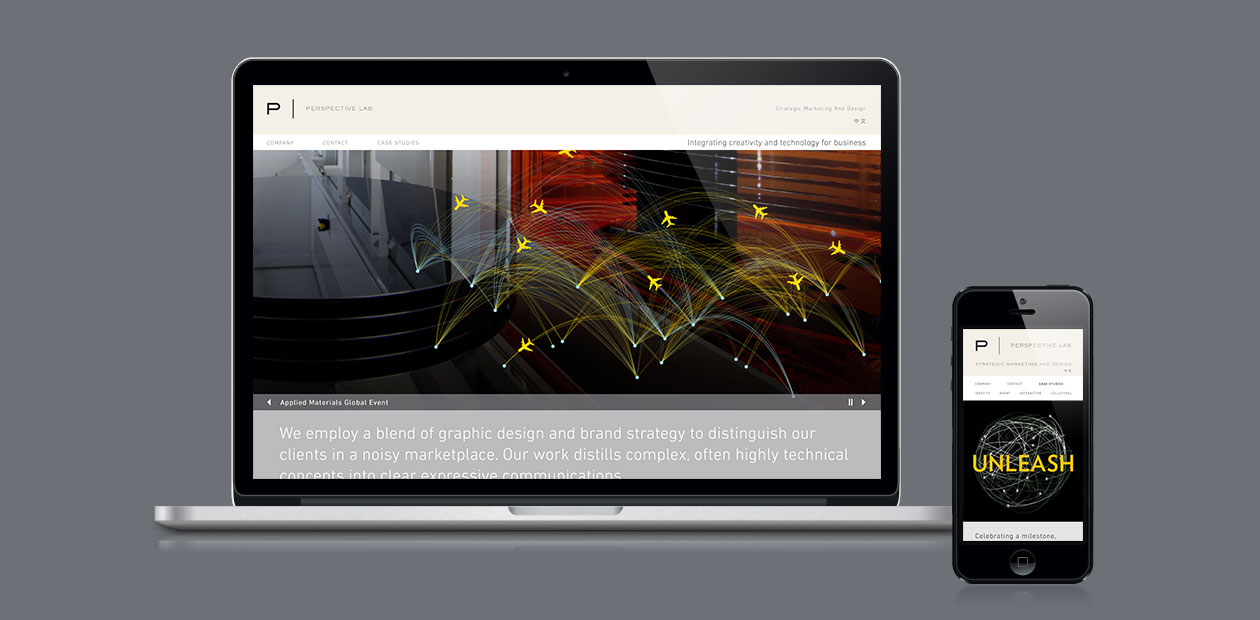 P | PERSPECTIVE LAB
Strategic Marketing And Design
中文
COMPANY CONTACT CASE STUDIES
Integrating creativity and technology for business
Applied Materials Global Event
We employ a blend of graphic design and brand strategy to distinguish our
clients in a noisy marketplace. Our work distills complex, often highly technical
concepts into clear expressive communications
P | PERSPECTIVE LAB
STRATEGIC MARKETING AND DESIGN
中文
COMPANY CONTACT CASE STUDIES
IDENTITY EVENT INTERACTIVE COLLATERAL
UNLEASH
Celebrating a milestone,